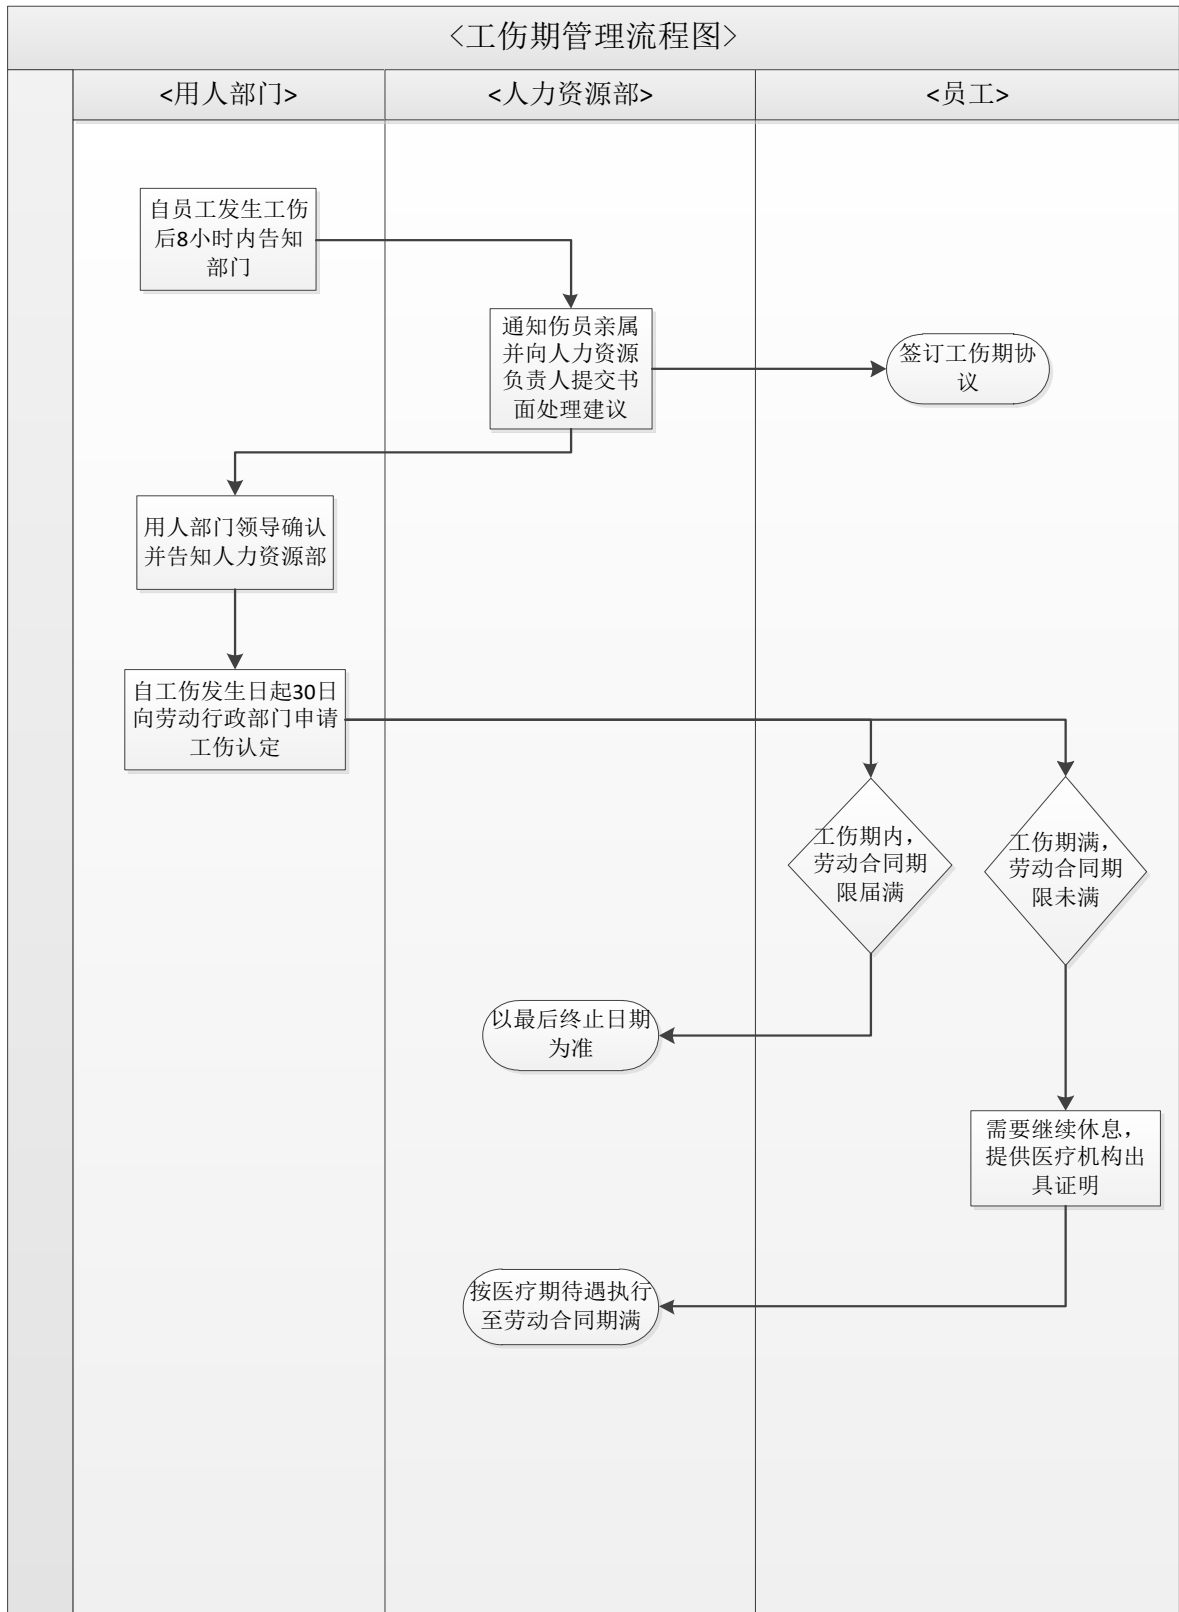 <工伤期管理流程图>
<用人部门>
<人力资源部>
<员工>
自员工发生工伤
后8小时内告知
部门
通知伤员亲属
并向人力资源
负责人提交书
面处理建议
签订工伤期协
议
用人部门领导确认
并告知人力资源部
自工伤发生日起30日
向劳动行政部门申请
工伤认定
工伤期内，
劳动合同期
限届满
工伤期满，
劳动合同期
限未满
以最后终止日期
为准
需要继续休息，
提供医疗机构出
具证明
按医疗期待遇执行
至劳动合同期满